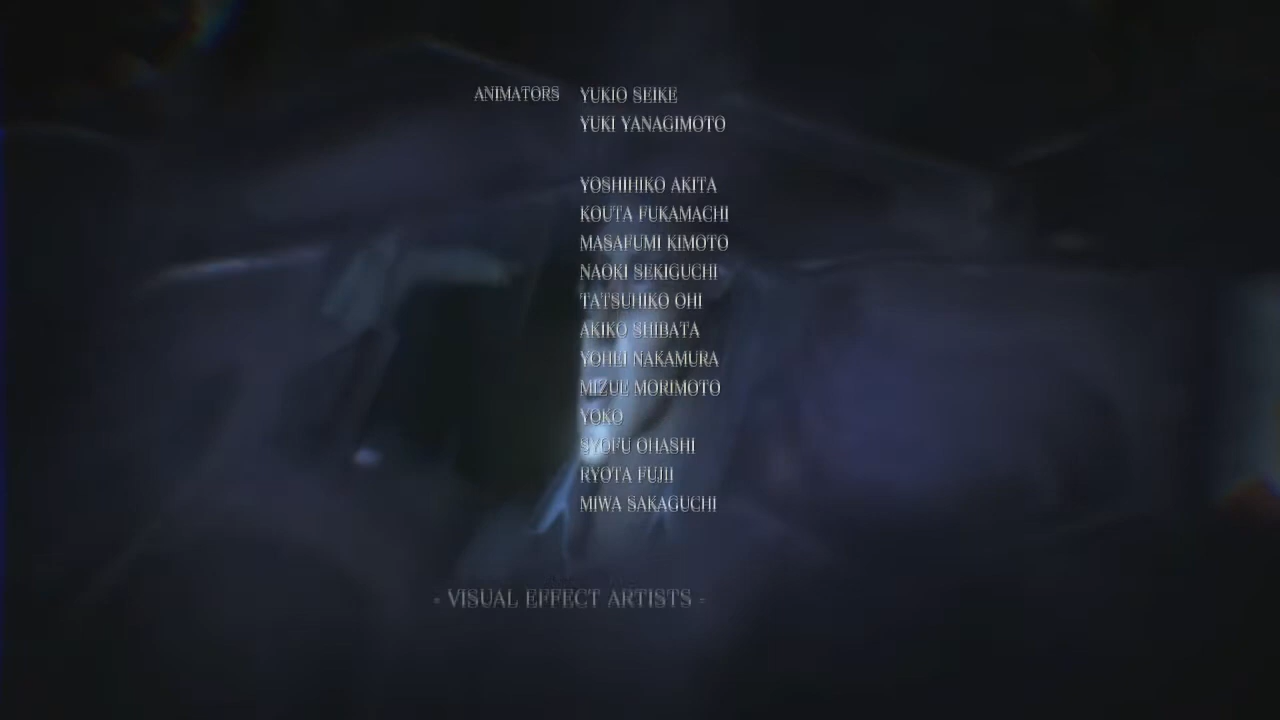 ANIMATORS YUKIO SEIKE
YUKI YANAGIMOTO
YOSHIHIKO AKITA
KOUTA FUKAMACHI
MASAFUMI KIMOTO
NAOKI SEKIGUCHI
TATSUHIKO OHI
AKIKO SHIBATA
YOHEI NAKAMURA
MIZUE MORIMOTO
YOKO
SYOFU OHASHI
RYOTA FUJII
MIWA SAKAGUCHI
- VISUAL EFFECT ARTISTS -